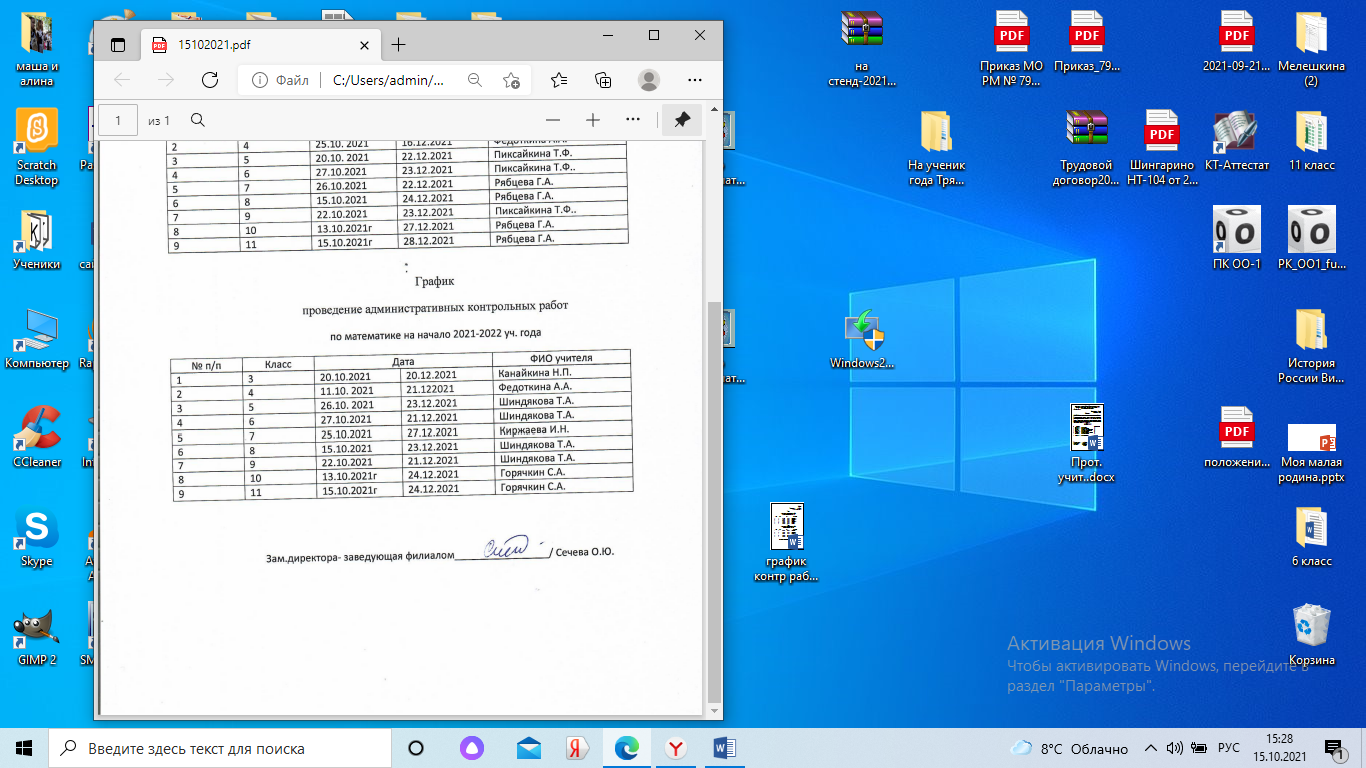 маша и алина
Scratch Desktop
Ученики
Компьютер
CCleaner
Skype
GIMP 2
15102021.pdf
Файл
C:/Users/admin/...
1
из 1
2 4 25.10. 2021 16.12.2021
3 5 20.10. 2021 22.12.2021 Пиксайкина Т.Ф.
4 6 27.10.2021 23.12.2021 Пиксайкина Т.Ф..
5 7 26.10.2021 22.12.2021 Рябцева Г.А.
6 8 15.10.2021 24.12.2021 Рябцева Г.А.
7 9 22.10.2021 23.12.2021 Пиксайкина Т.Ф..
8 10 13.10.2021г 27.12.2021 Рябцева Г.А.
9 11 15.10.2021г 28.12.2021 Рябцева Г.А.
График
проведение административных контрольных работ
по математике на начало 2021-2022 уч. года
№ п/п Класс Дата ФИО учителя
1 3 20.10.2021 20.12.2021 Канайкина Н.П.
2 4 11.10. 2021 21.122021 Федоткина А.А.
3 5 26.10. 2021 23.12.2021 Шиндякова Т.А.
4 6 27.10.2021 21.12.2021 Шиндякова Т.А.
5 7 25.10.2021 27.12.2021 Киржаева И.Н.
6 8 15.10.2021 23.12.2021 Шиндякова Т.А.
7 9 22.10.2021 21.12.2021 Шиндякова Т.А.
8 10 13.10.2021г 24.12.2021 Горячкин С.А.
9 11 15.10.2021г 24.12.2021 Горячкин С.А.
Зам.директора- заведующая филиалом / Сечева О.Ю.
на стенд-2021...
Приказ МО РМ № 79...
Приказ_79...
2021-09-21...
Мелешкина (2)
На ученик года Тря...
Трудовой договор20...
Шингарино НТ-104 от 2...
КТ-Аттестат
11 класс
ПК ОО-1
РК_ОО1_fu...
Windows2...
История России Ви...
Прот. учит..docx
положени...
Моя малая родина.pptx
график контр раб...
6 класс
Корзина
Активация Windows
Чтобы активировать Windows, перейдите в
раздел "Параметры".
Введите здесь текст для поиска
8°C Облачно
РУС
15:28
15.10.2021
1